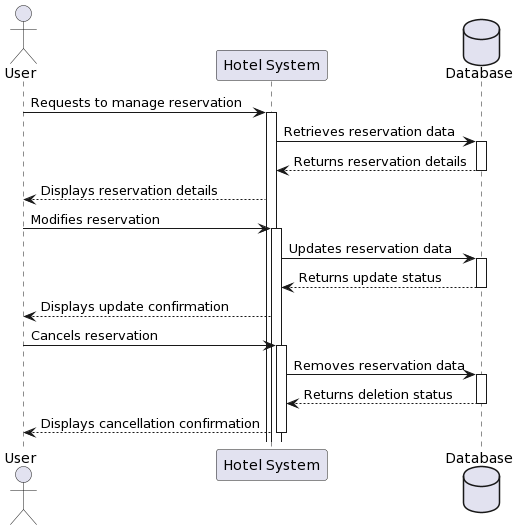 User
Hotel System
Database
Requests to manage reservation
Retrieves reservation data
Returns reservation details
Displays reservation details
Modifies reservation
Updates reservation data
Returns update status
Displays update confirmation
Cancels reservation
Removes reservation data
Returns deletion status
Displays cancellation confirmation
User
Hotel System
Database